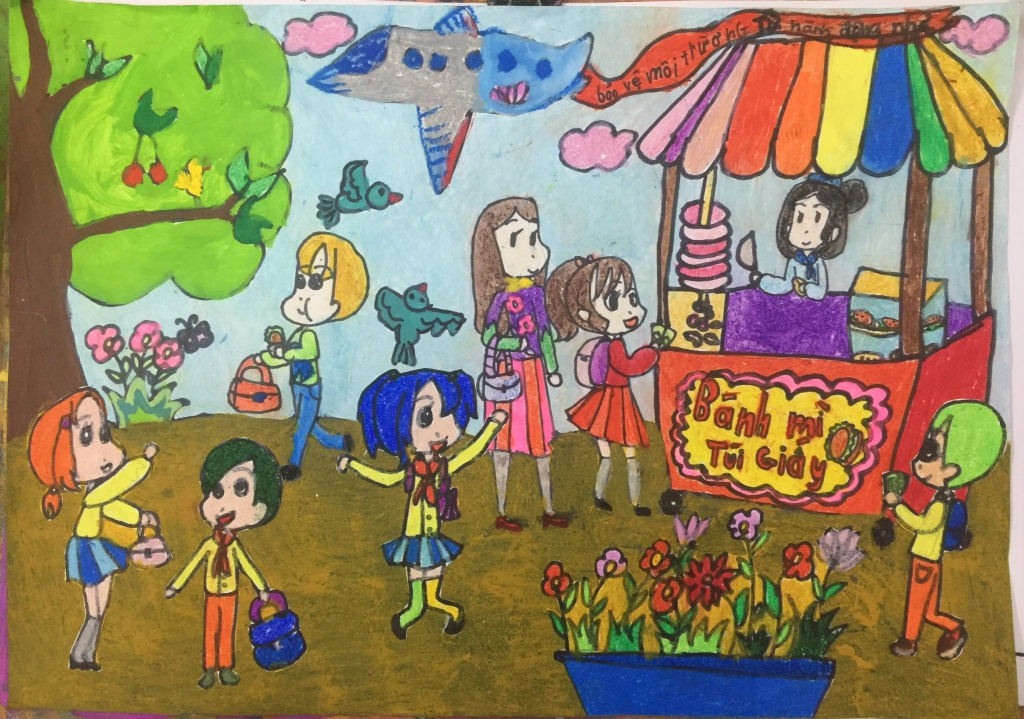 bảo vệ môi trường
Bánh mì
Túi Giấy